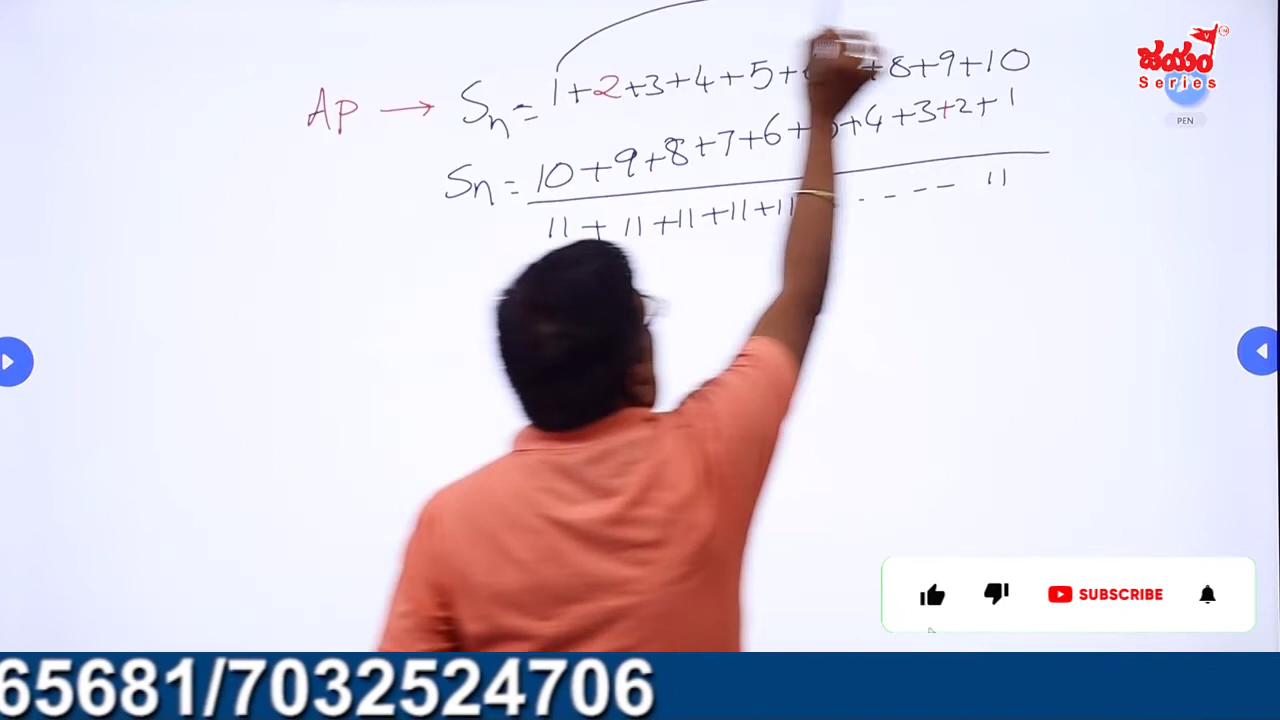 AP → Sn = 1+2+3+4+5+ +8+9+10
Sn = 10+9+8+7+6+ +4+3+2+1
11 + 11+11+11+11 . - -- 11
ಜಯಂ
Series
PEN
SUBSCRIBE
65681/7032524706